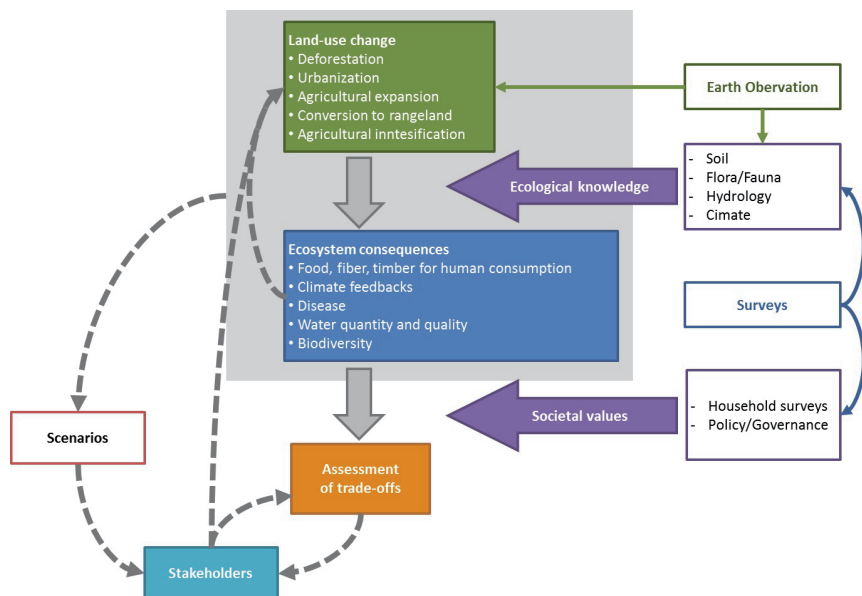 Land-use change
• Deforestation
• Urbanization
• Agricultural expansion
• Conversion to rangeland
• Agricultural inntesification
Earth Obervation
- Soil
- Flora/Fauna
- Hydrology
- Cimate
Ecological knowledge
Ecosystem consequences
• Food, fiber, timber for human consumption
• Climate feedbacks
• Disease
• Water quantity and quality
• Biodiversity
Surveys
Societal values
- Household surveys
- Policy/Governance
Scenarios
Assessment
of trade-offs
Stakeholders